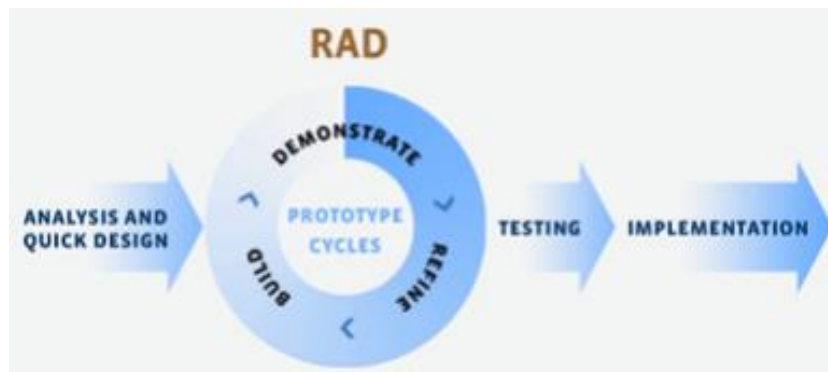 RAD
ANALYSIS AND
QUICK DESIGN
DEMONSTRATE
PROTOTYPE
CYCLES
BUILD
REFINE
TESTING
IMPLEMENTATION